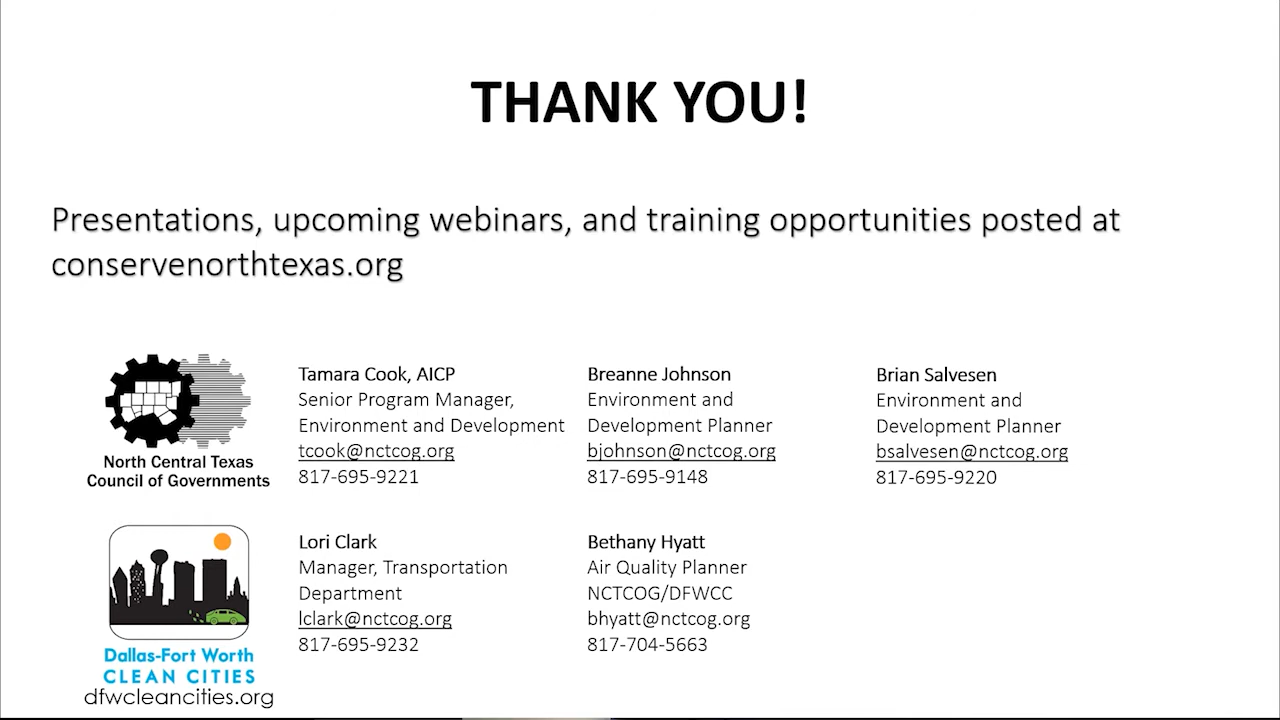 THANK YOU!
Presentations, upcoming webinars, and training opportunities posted at
conservenorthtexas.org
North Central Texas
Council of Governments
Tamara Cook, AICP
Senior Program Manager,
Environment and Development
tcook@nctcog.org
817-695-9221
Breanne Johnson
Environment and
Development Planner
bjohnson@nctcog.org
817-695-9148
Brian Salvesen
Environment and
Development Planner
bsalvesen@nctcog.org
817-695-9220
Dallas-Fort Worth
CLEAN CITIES
dfwcleancities.org
Lori Clark
Manager, Transportation
Department
lclark@nctcog.org
817-695-9232
Bethany Hyatt
Air Quality Planner
NCTCOG/DFWCC
bhyatt@nctcog.org
817-704-5663